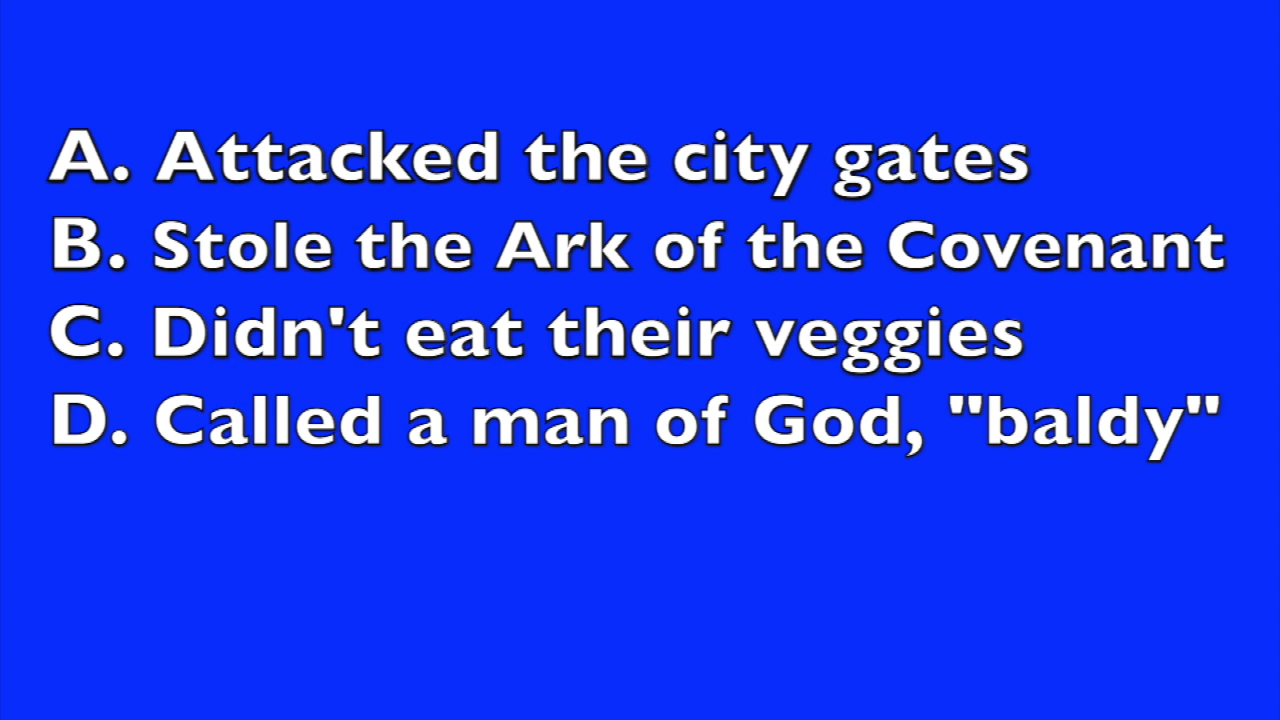 A. Attacked the city gates
B. Stole the Ark of the Covenant
C. Didn't eat their veggies
D. Called a man of God, "baldy"